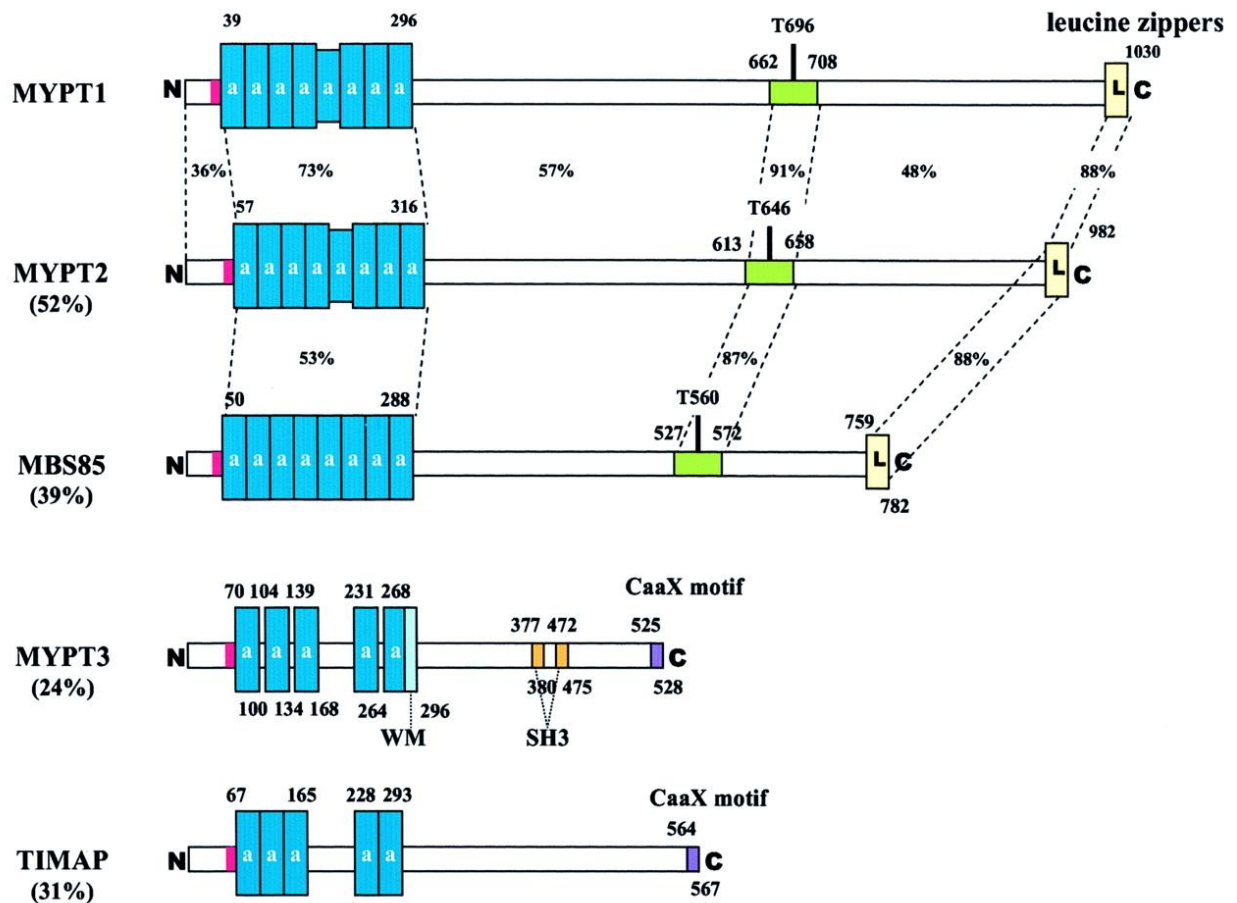 39 296 T696 leucine zippers
662 708 1030
MYPT1 N a a a a a a a a L C
36% 73% 57% 91% 48% 88%
57 316 T646
613 658 982
MYPT2 N a a a a a a a a L C
(52%)
53% 87% 88%
50 288 T560
527 572 759
MBS85 N a a a a a a a a L C
(39%)
782
CaaX motif
70 104 139 231 268 377 472 525
MYPT3 N a a a a a C
(24%)
380 475 528
100 134 168 264 296
WM SH3
67 165 228 293 CaaX motif
564
TIMAP N a a a a a C
(31%)
567